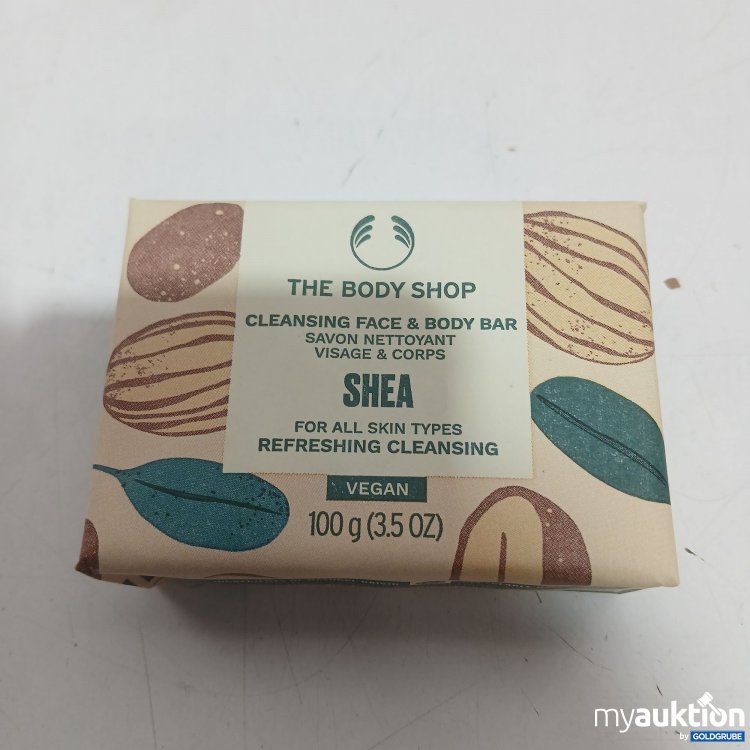 THE BODY SHOP
CLEANSING FACE & BODY BAR
SAVON NETTOYANT
VISAGE & CORPS
SHEA
FOR ALL SKIN TYPES
REFRESHING CLEANSING
VEGAN
100 g (3.5 OZ)
myauktion
by GOLDGRUBE